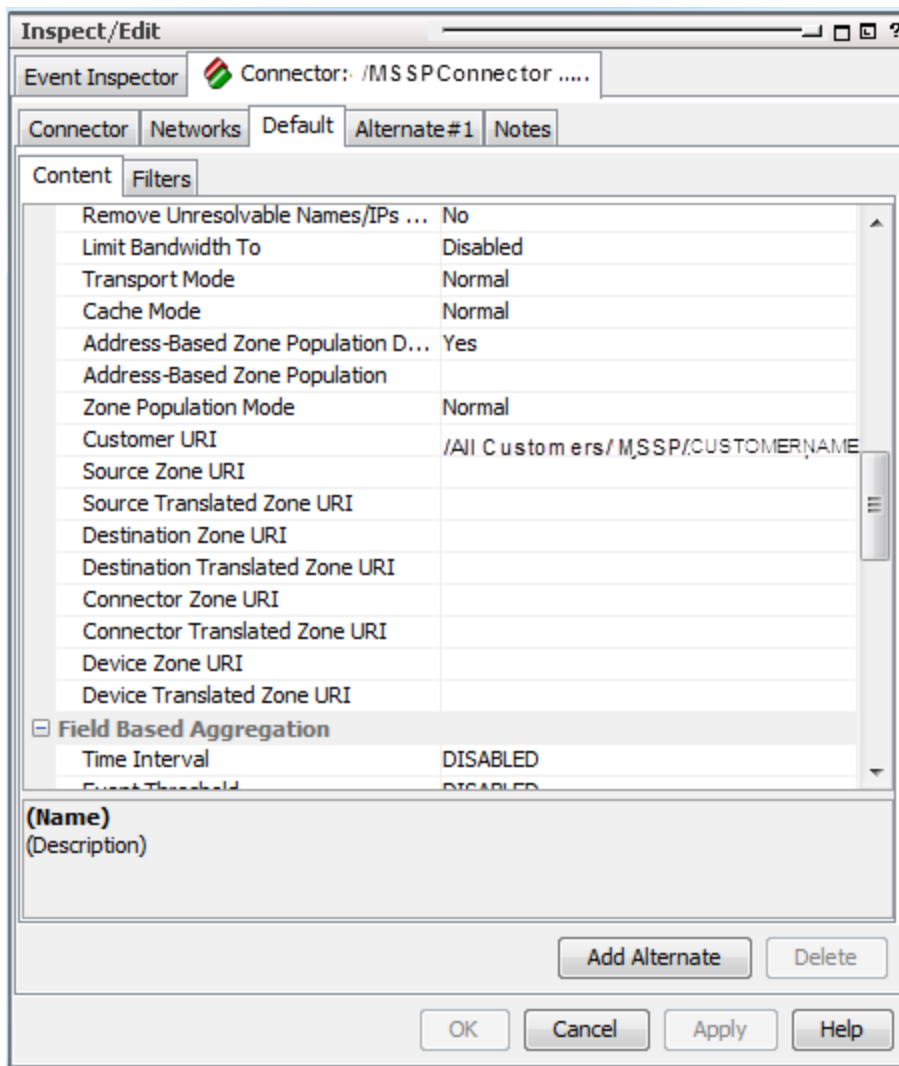 Inspect/Edit ?
Event Inspector Connector: /MSSPConnector .....
Connector Networks Default Alternate#1 Notes
Content Filters
Remove Unresolvable Names/IPs ... No
Limit Bandwidth To Disabled
Transport Mode Normal
Cache Mode Normal
Address-Based Zone Population D... Yes
Address-Based Zone Population
Zone Population Mode Normal
Customer URI /All Customers/ MSSP/CUSTOMERNAME
Source Zone URI
Source Translated Zone URI
Destination Zone URI
Destination Translated Zone URI
Connector Zone URI
Connector Translated Zone URI
Device Zone URI
Device Translated Zone URI
Field Based Aggregation
Time Interval DISABLED
Event Threshold DISABLED
(Name)
(Description)
Add Alternate Delete
OK Cancel Apply Help